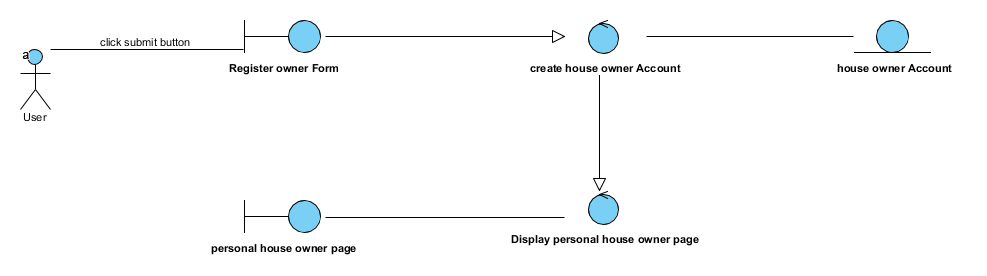 click submit button
a
User
Register owner Form
create house owner Account
house owner Account
personal house owner page
Display personal house owner page